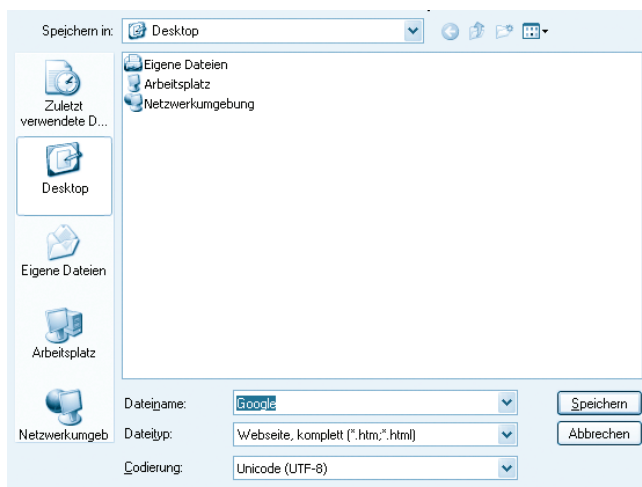 Speichern in: Desktop
Eigene Dateien
Arbeitsplatz
Netzwerkumgebung
Zuletzt
verwendete D...
Desktop
Eigene Dateien
Arbeitsplatz
Netzwerkumgeb
Dateiname: Google Speichern
Dateityp: Webseite, komplett (*.htm;*.html) Abbrechen
Codierung: Unicode (UTF-8)